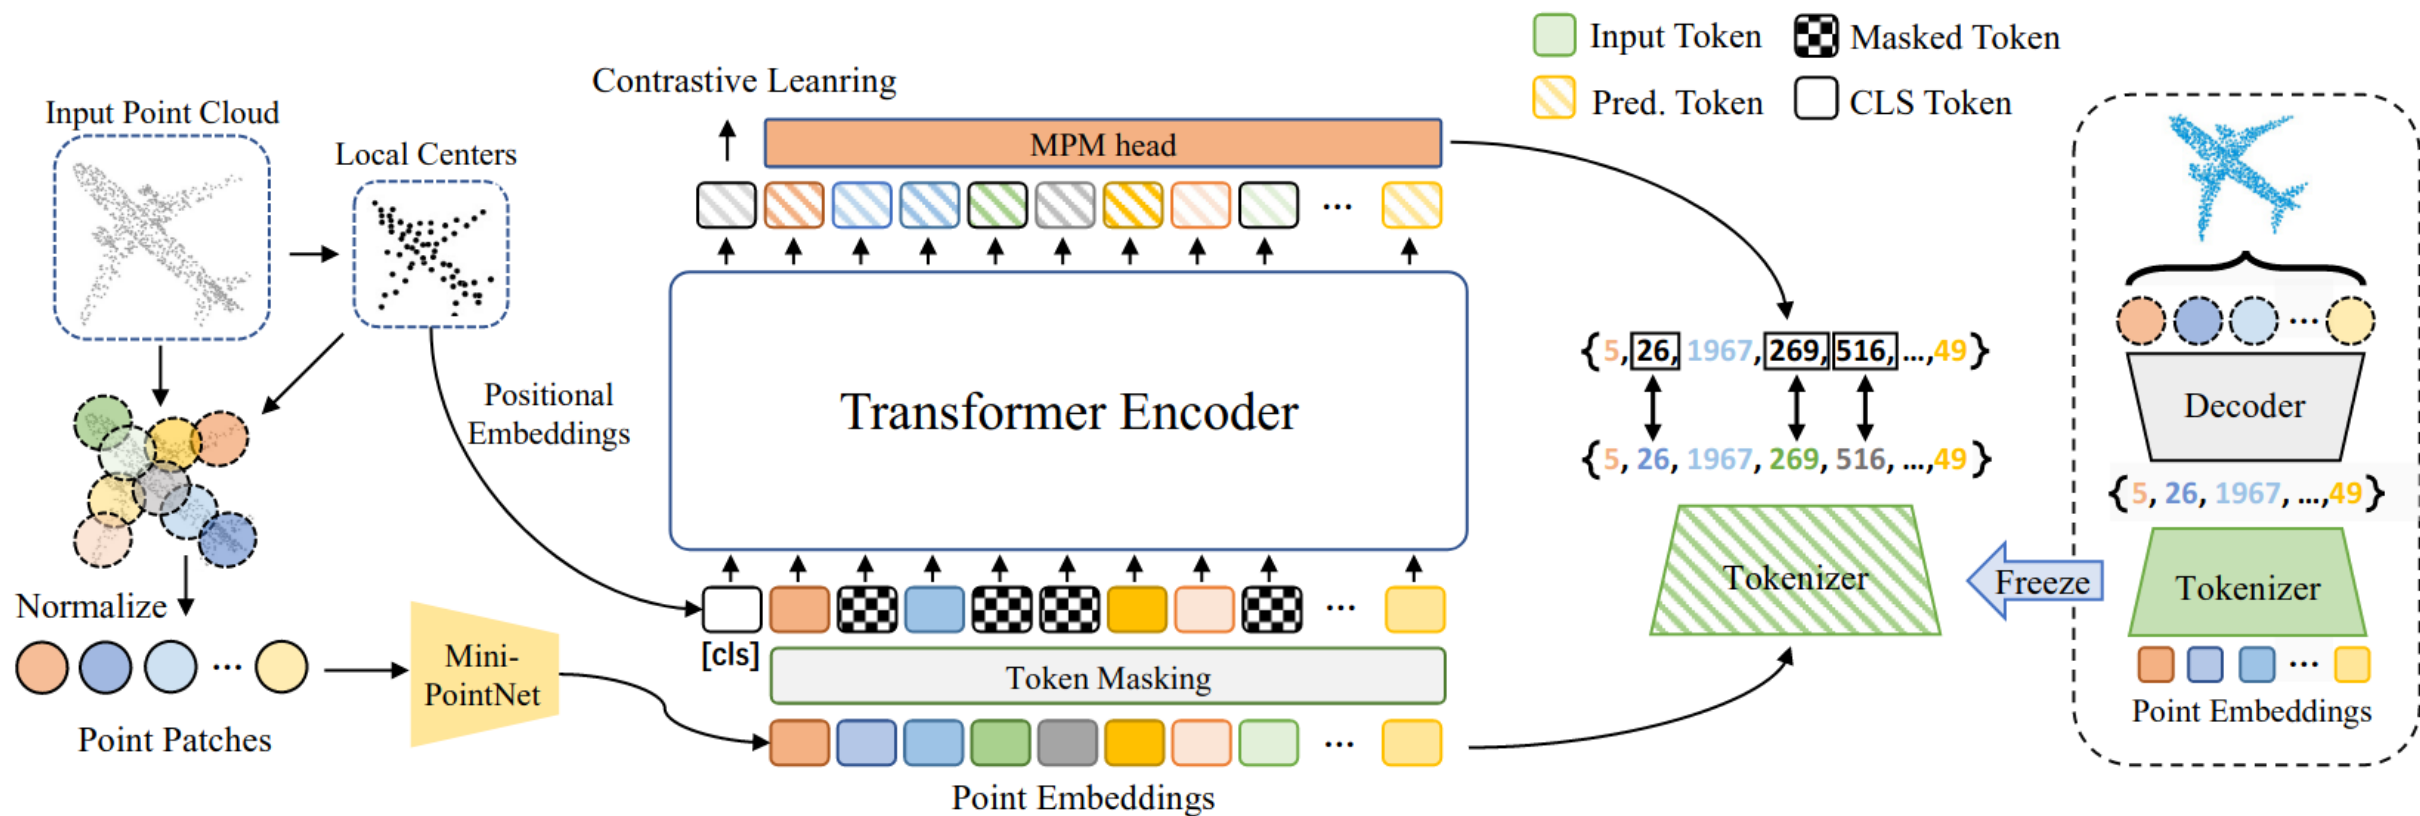 Input Token
Masked Token
Pred. Token
CLS Token
Contrastive Leanring
Input Point Cloud
Local Centers
MPM head
...
Positional
Embeddings
Transformer Encoder
{5, 26, 1967, 269, 516, ...,49}
{5, 26, 1967, 269, 516, ...,49}
...
Decoder
{5, 26, 1967, ...,49}
Tokenizer
Freeze
Tokenizer
...
Point Embeddings
Normalize
...
Point Patches
Mini-
PointNet
...
[cls]
Token Masking
...
Point Embeddings